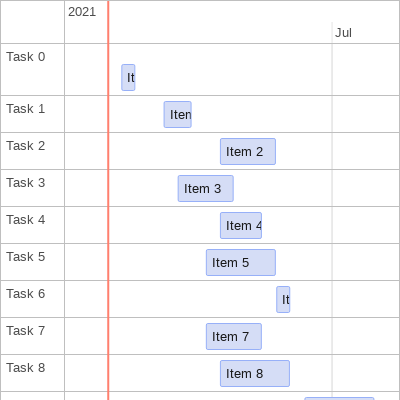 2021
Jul
Task 0
It
Task 1
Item
Task 2
Item 2
Task 3
Item 3
Task 4
Item 4
Task 5
Item 5
Task 6
It
Task 7
Item 7
Task 8
Item 8